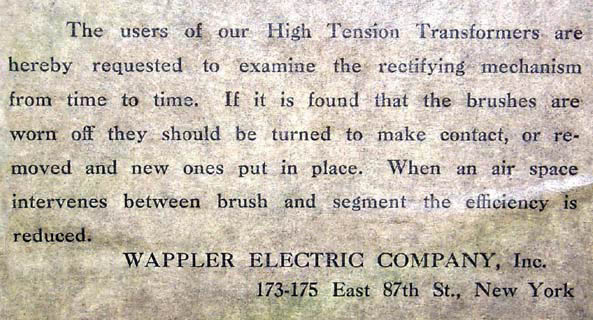 The users of our High Tension Transformers are
hereby requested to examine the rectifying mechanism
from time to time. If it is found that the brushes are
worn off they should be turned to make contact, or re-
moved and new ones put in place. When an air space
intervenes between brush and segment the efficiency is
reduced.
WAPPLER ELECTRIC COMPANY, Inc.
173-175 East 87th St., New York